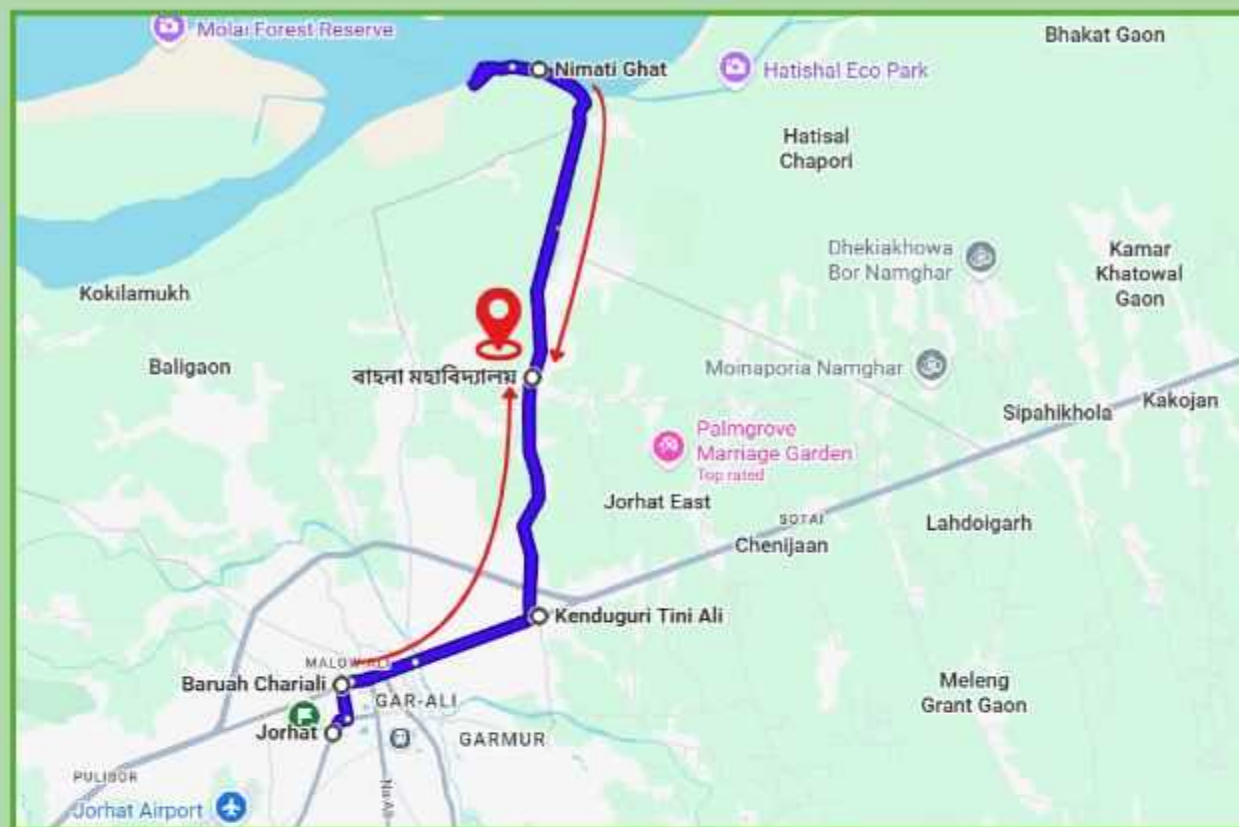 Molai Forest Reserve
Bhakat Gaon
Nimati Ghat
Hatishal Eco Park
Hatisal
Chapori
Dhekiakhowa
Bor Namghar
Kamar
Khatowal
Gaon
Kokilamukh
Baligaon
বাহনা মহাবিদ্যালয়
Moinaporia Namghar
Sipahikhola
Kakojan
Palmgrove
Marriage Garden
Top rated
Jorhat East
SOTAI
Chenijaan
Lahdoigarh
Kenduguri Tini Ali
Baruah Chariali
GAR-ALI
Meleng
Grant Gaon
Jorhat
GARMUR
Jorhat Airport